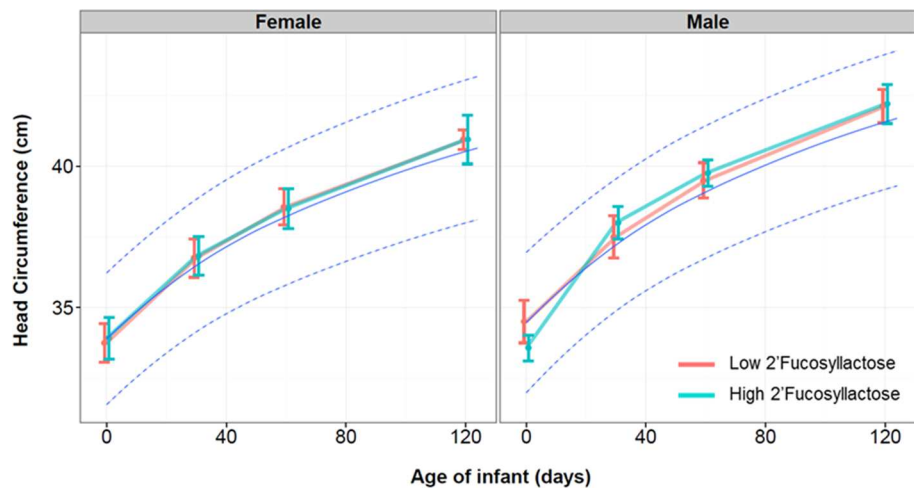 Female
Male
Head Circumference (cm)
40
35
Low 2'Fucosyllactose
High 2'Fucosyllactose
0
40
80
120
0
40
80
120
Age of infant (days)